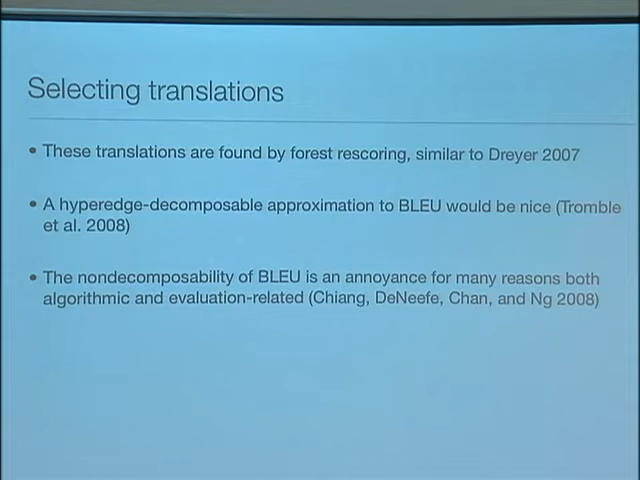 Selecting translations
• These translations are found by forest rescoring, similar to Dreyer 2007
• A hyperedge-decomposable approximation to BLEU would be nice (Tromble
et al. 2008)
• The nondecomposability of BLEU is an annoyance for many reasons both
algorithmic and evaluation-related (Chiang, DeNeefe, Chan, and Ng 2008)